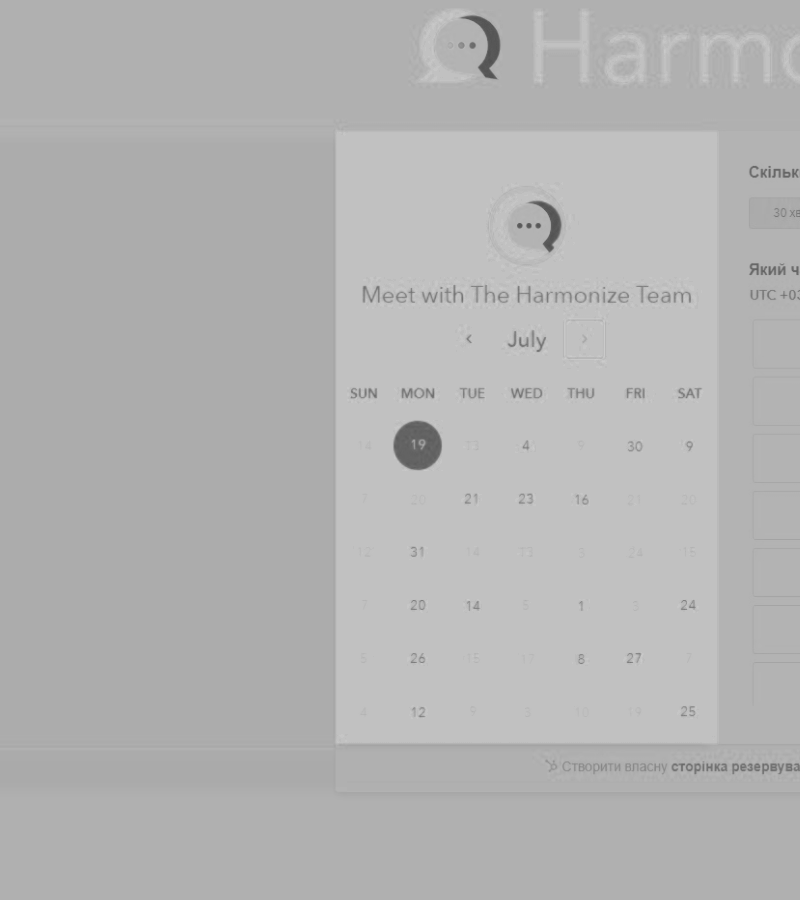 Harmo
Meet with The Harmonize Team
‹ July ›
SUN MON TUE WED THU FRI SAT
14 19 13 4 9 30 9
7 20 21 23 16 21 20
12 31 14 13 3 24 15
7 20 14 5 1 3 24
5 26 15 17 8 27 7
4 12 9 3 10 19 25
Скільк
30 хв
Який ч
UTC +03
Створити власну сторінка резервува